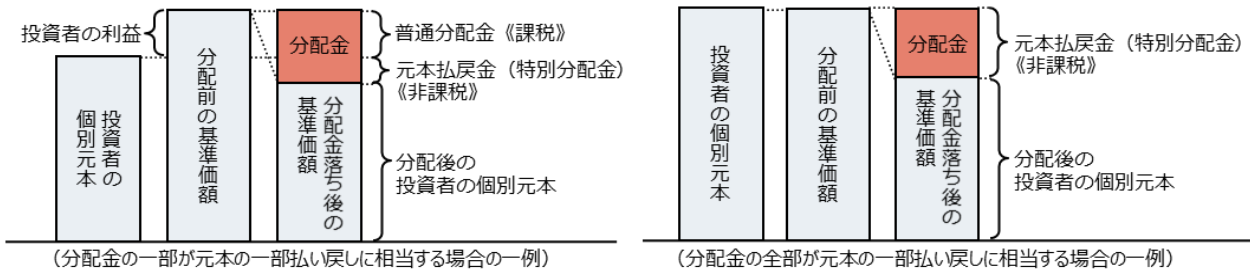 投資者の利益
投資者の
個別元本
分配前の基準価額
分配金
分配金落ち後の
基準価額
普通分配金《課税》
元本払戻金（特別分配金）
《非課税》
分配後の
投資者の個別元本
（分配金の一部が元本の一部払い戻しに相当する場合の一例）
投資者の個別元本
分配前の基準価額
分配金
分配金落ち後の
基準価額
元本払戻金（特別分配金）
《非課税》
分配後の
投資者の個別元本
（分配金の全部が元本の一部払い戻しに相当する場合の一例）